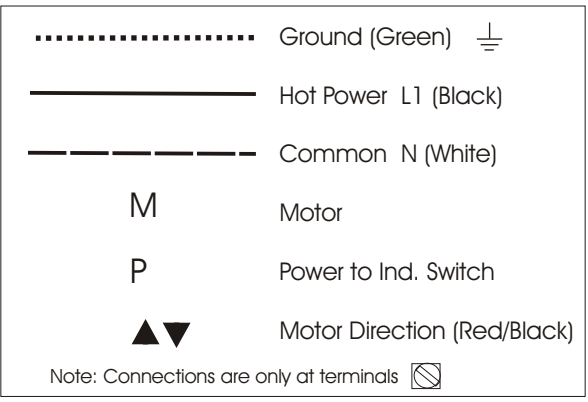 Ground (Green)
Hot Power L1 (Black)
Common N (White)
M Motor
P Power to Ind. Switch
▲▼ Motor Direction (Red/Black)
Note: Connections are only at terminals